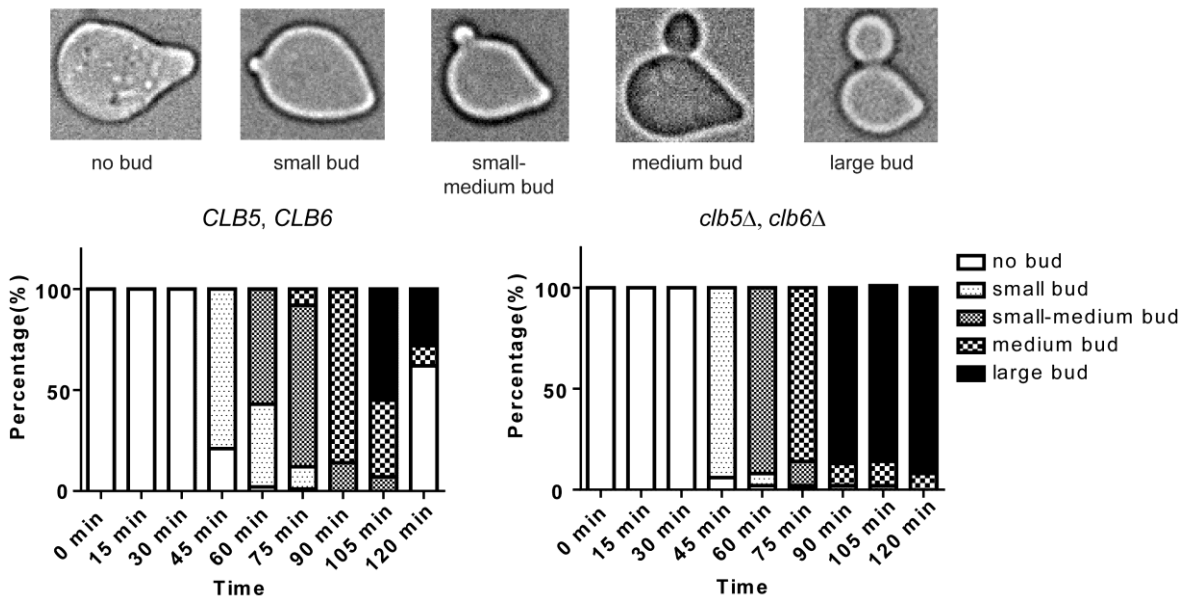 no bud
small bud
small-
medium bud
medium bud
large bud
CLB5, CLB6
Percentage(%)
100
50
0
0 min
15 min
30 min
45 min
60 min
75 min
90 min
105 min
120 min
Time
clb5Δ, clb6Δ
Percentage(%)
100
50
0
0 min
15 min
30 min
45 min
60 min
75 min
90 min
105 min
120 min
Time
no bud
small bud
small-medium bud
medium bud
large bud